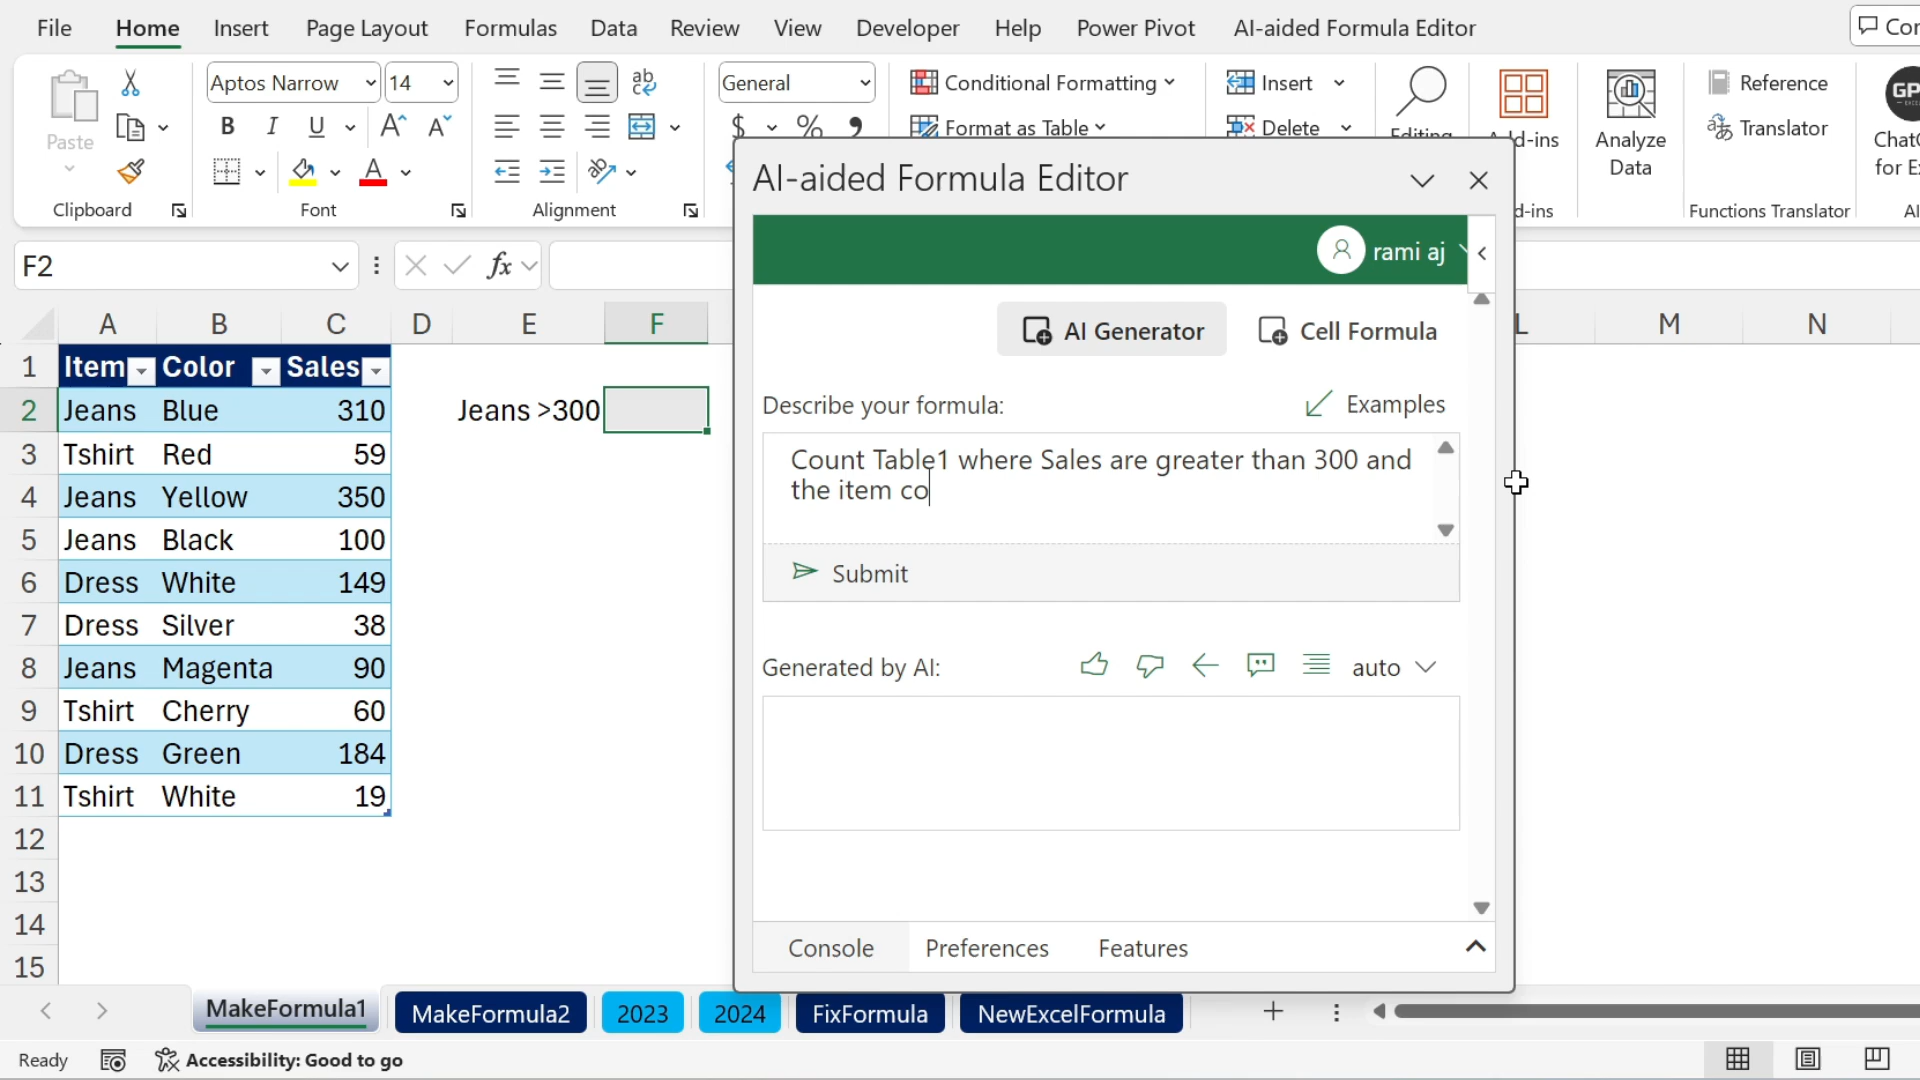 File Home Insert Page Layout Formulas Data Review View Developer Help Power Pivot AI-aided Formula Editor
Aptos Narrow 14 ab General Conditional Formatting Insert Reference
Paste B I U A A $ % Format as Table Delete Analyze Data Translator
Clipboard Font Alignment Functions Translator
AI-aided Formula Editor
F2 fx
rami aj
A B C D E F L M N
AI Generator Cell Formula
1 Item Color Sales
2 Jeans Blue 310 Jeans >300
3 Tshirt Red 59
4 Jeans Yellow 350
5 Jeans Black 100
6 Dress White 149
7 Dress Silver 38
8 Jeans Magenta 90
9 Tshirt Cherry 60
10 Dress Green 184
11 Tshirt White 19
12
13
14
15
Describe your formula: Examples
Count Table1 where Sales are greater than 300 and
the item co
Submit
Generated by AI: auto
Console Preferences Features
MakeFormula1 MakeFormula2 2023 2024 FixFormula NewExcelFormula
Ready Accessibility: Good to go